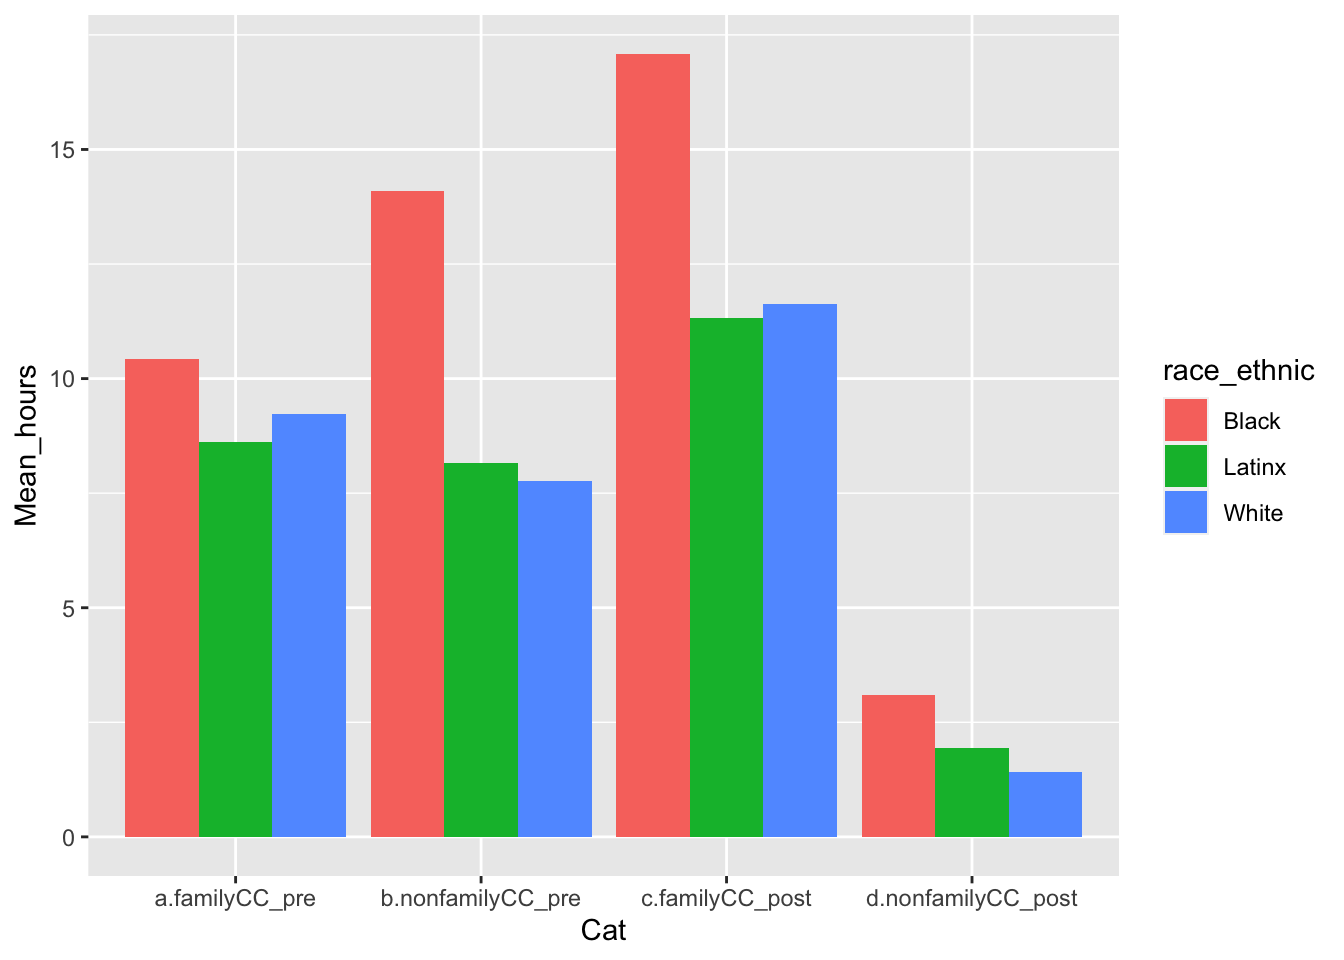 Mean_hours
15
10
5
0
a.familyCC_pre
b.nonfamilyCC_pre
c.familyCC_post
d.nonfamilyCC_post
Cat
race_ethnic
Black
Latinx
White